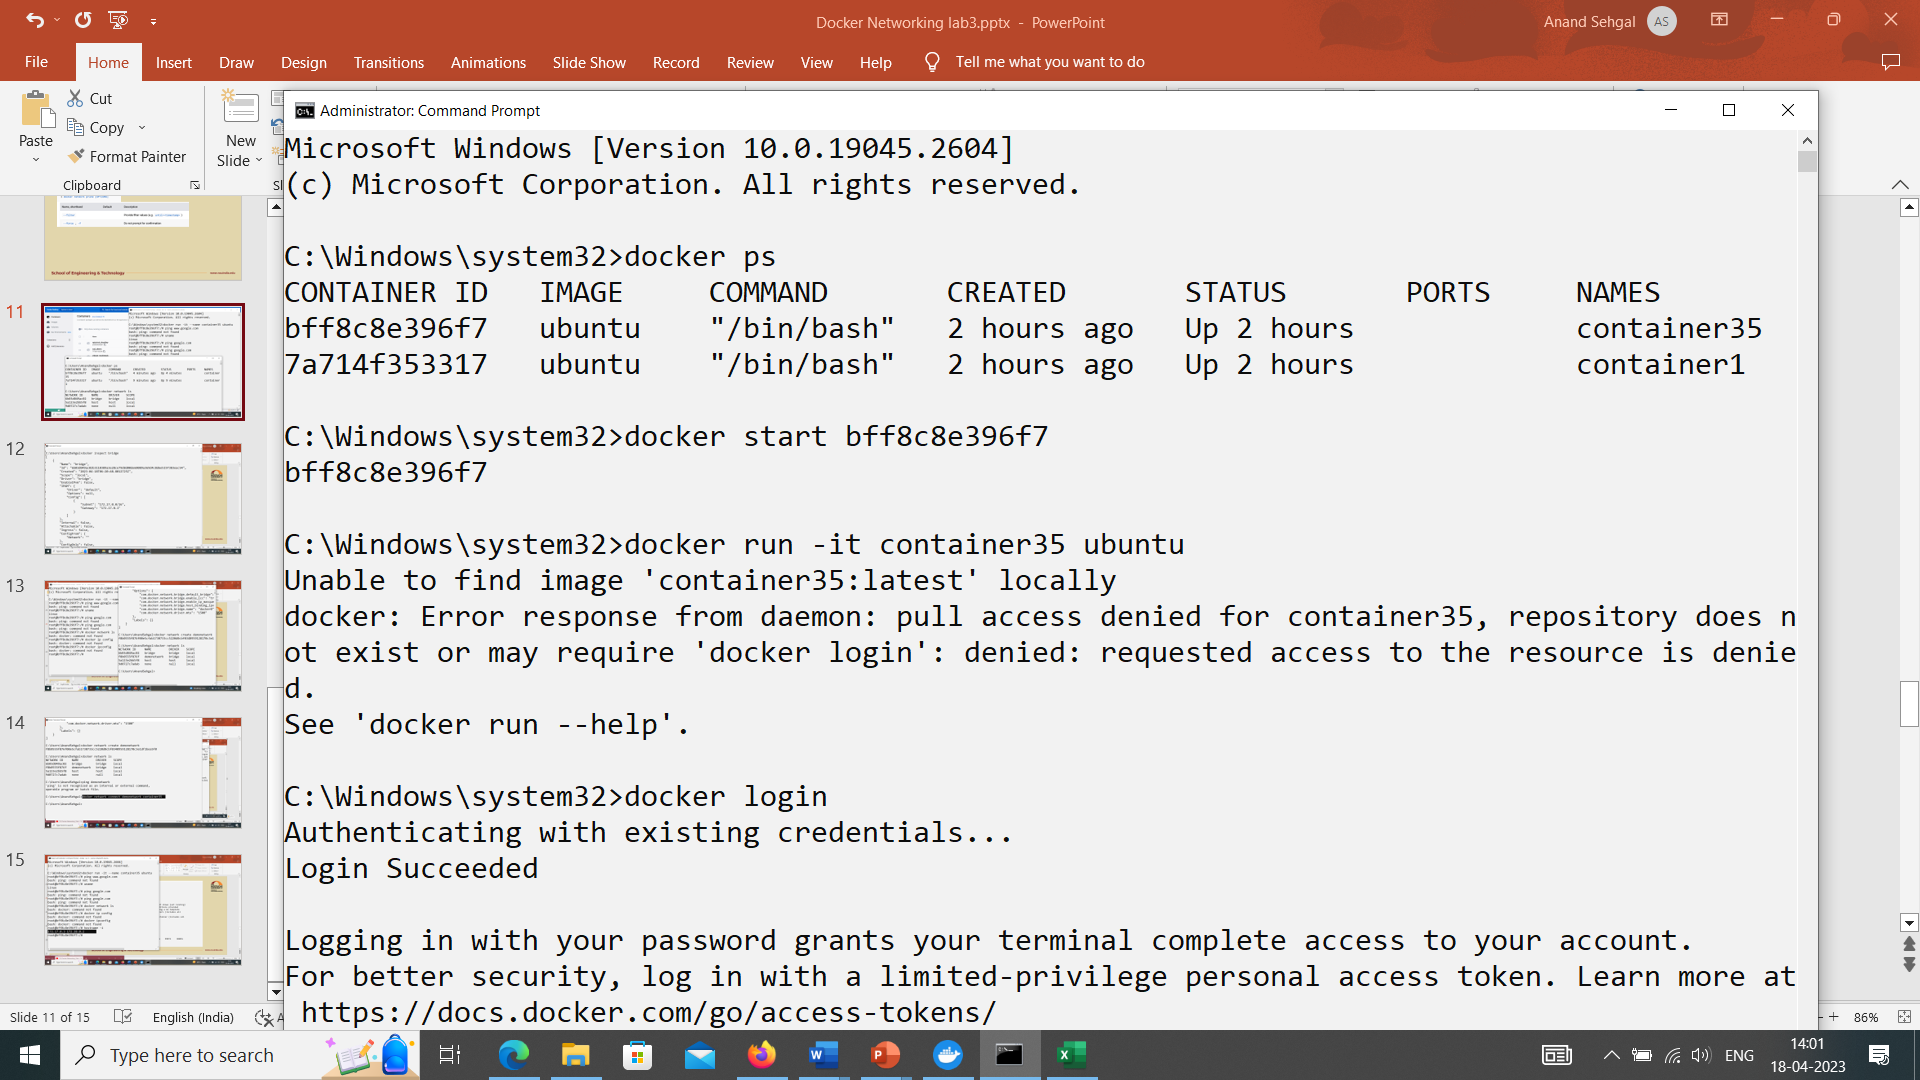 Docker Networking lab3.pptx - PowerPoint
Anand Sehgal AS
File Home Insert Draw Design Transitions Animations Slide Show Record Review View Help Tell me what you want to do
Paste
Cut
Copy
Format Painter
Clipboard
New
Slide
Administrator: Command Prompt
Microsoft Windows [Version 10.0.19045.2604]
(c) Microsoft Corporation. All rights reserved.
C:\Windows\system32>docker ps
CONTAINER ID IMAGE COMMAND CREATED STATUS PORTS NAMES
bff8c8e396f7 ubuntu "/bin/bash" 2 hours ago Up 2 hours container35
7a714f353317 ubuntu "/bin/bash" 2 hours ago Up 2 hours container1
C:\Windows\system32>docker start bff8c8e396f7
bff8c8e396f7
C:\Windows\system32>docker run -it container35 ubuntu
Unable to find image 'container35:latest' locally
docker: Error response from daemon: pull access denied for container35, repository does n
ot exist or may require 'docker login': denied: requested access to the resource is denie
d.
See 'docker run --help'.
C:\Windows\system32>docker login
Authenticating with existing credentials...
Login Succeeded
Logging in with your password grants your terminal complete access to your account.
For better security, log in with a limited-privilege personal access token. Learn more at
https://docs.docker.com/go/access-tokens/
School of Engineering & Technology
11
12
13
14
15
Slide 11 of 15
English (India)
86%
Type here to search
ENG
14:01
18-04-2023